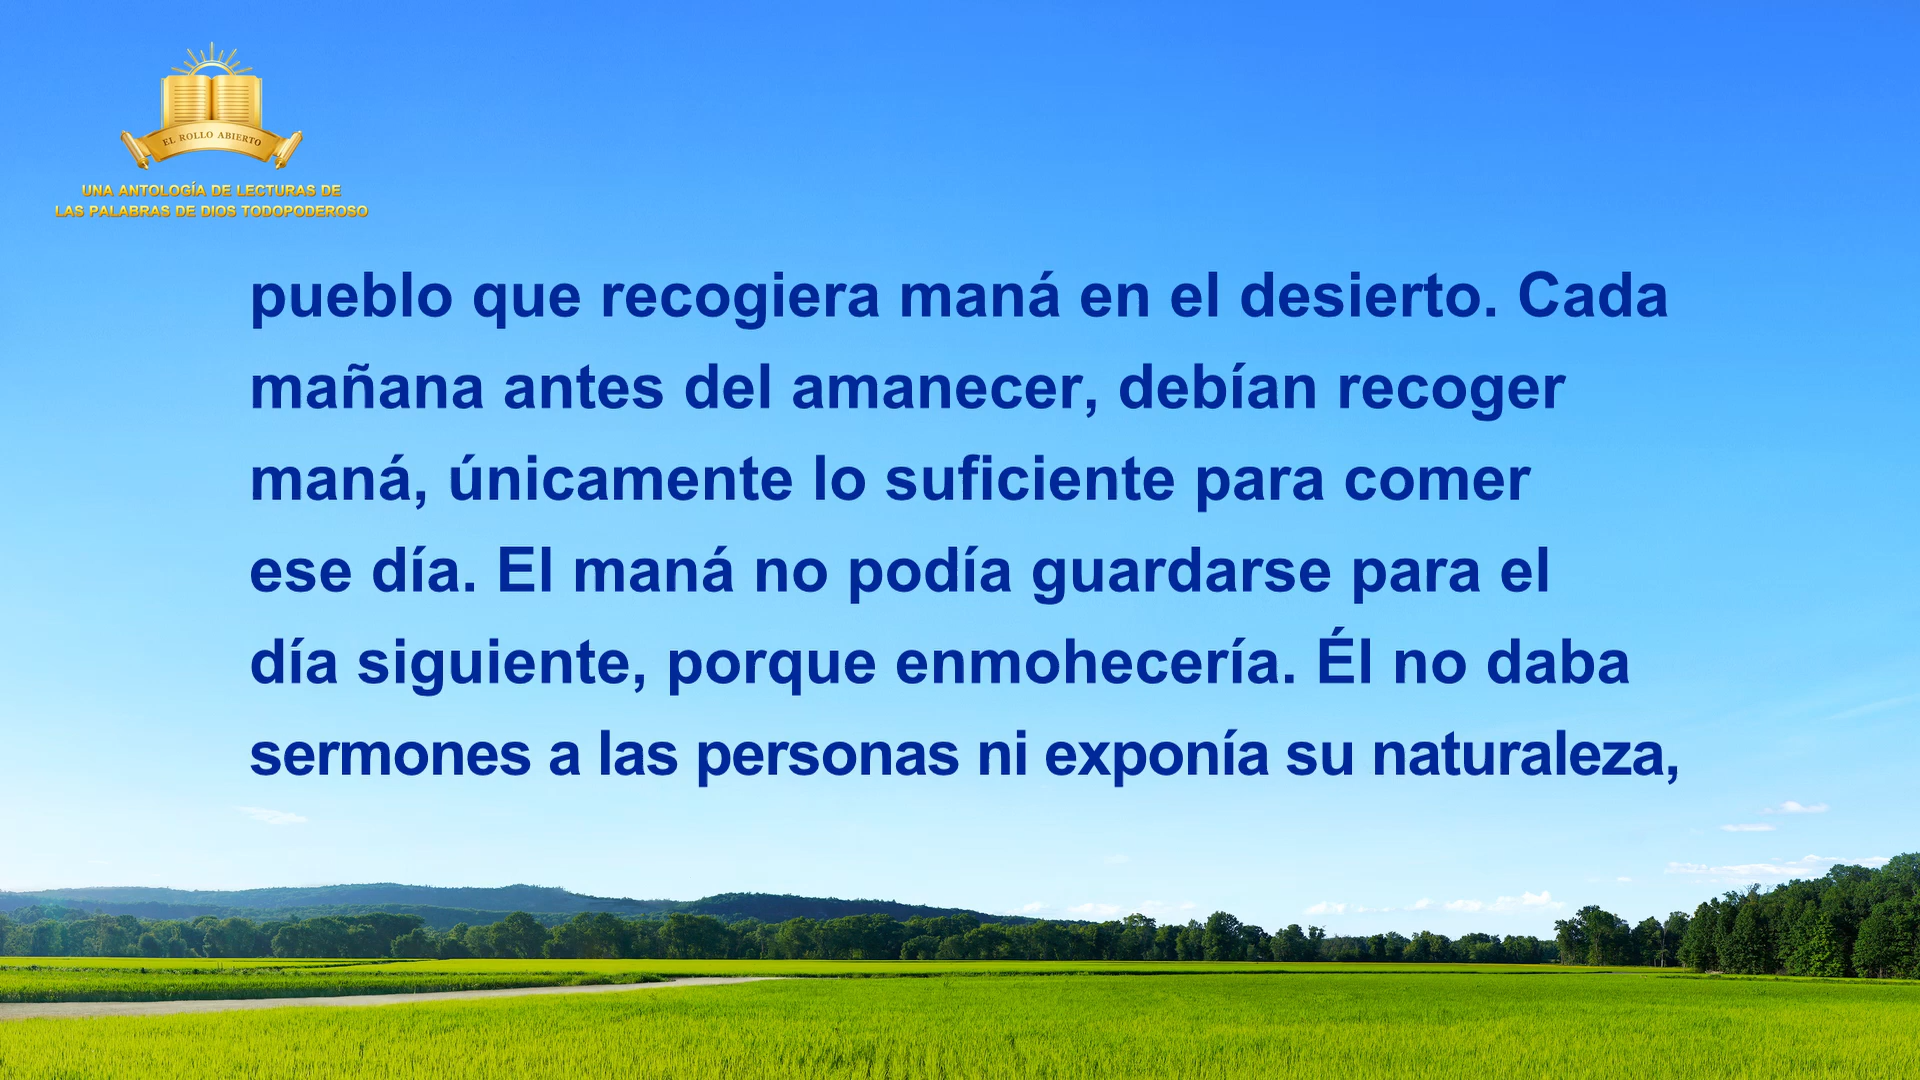 EL ROLLO ABIERTO
UNA ANTOLOGÍA DE LECTURAS DE
LAS PALABRAS DE DIOS TODOPODEROSO
pueblo que recogiera maná en el desierto. Cada
mañana antes del amanecer, debían recoger
maná, únicamente lo suficiente para comer
ese día. El maná no podía guardarse para el
día siguiente, porque enmohecería. Él no daba
sermones a las personas ni exponía su naturaleza,